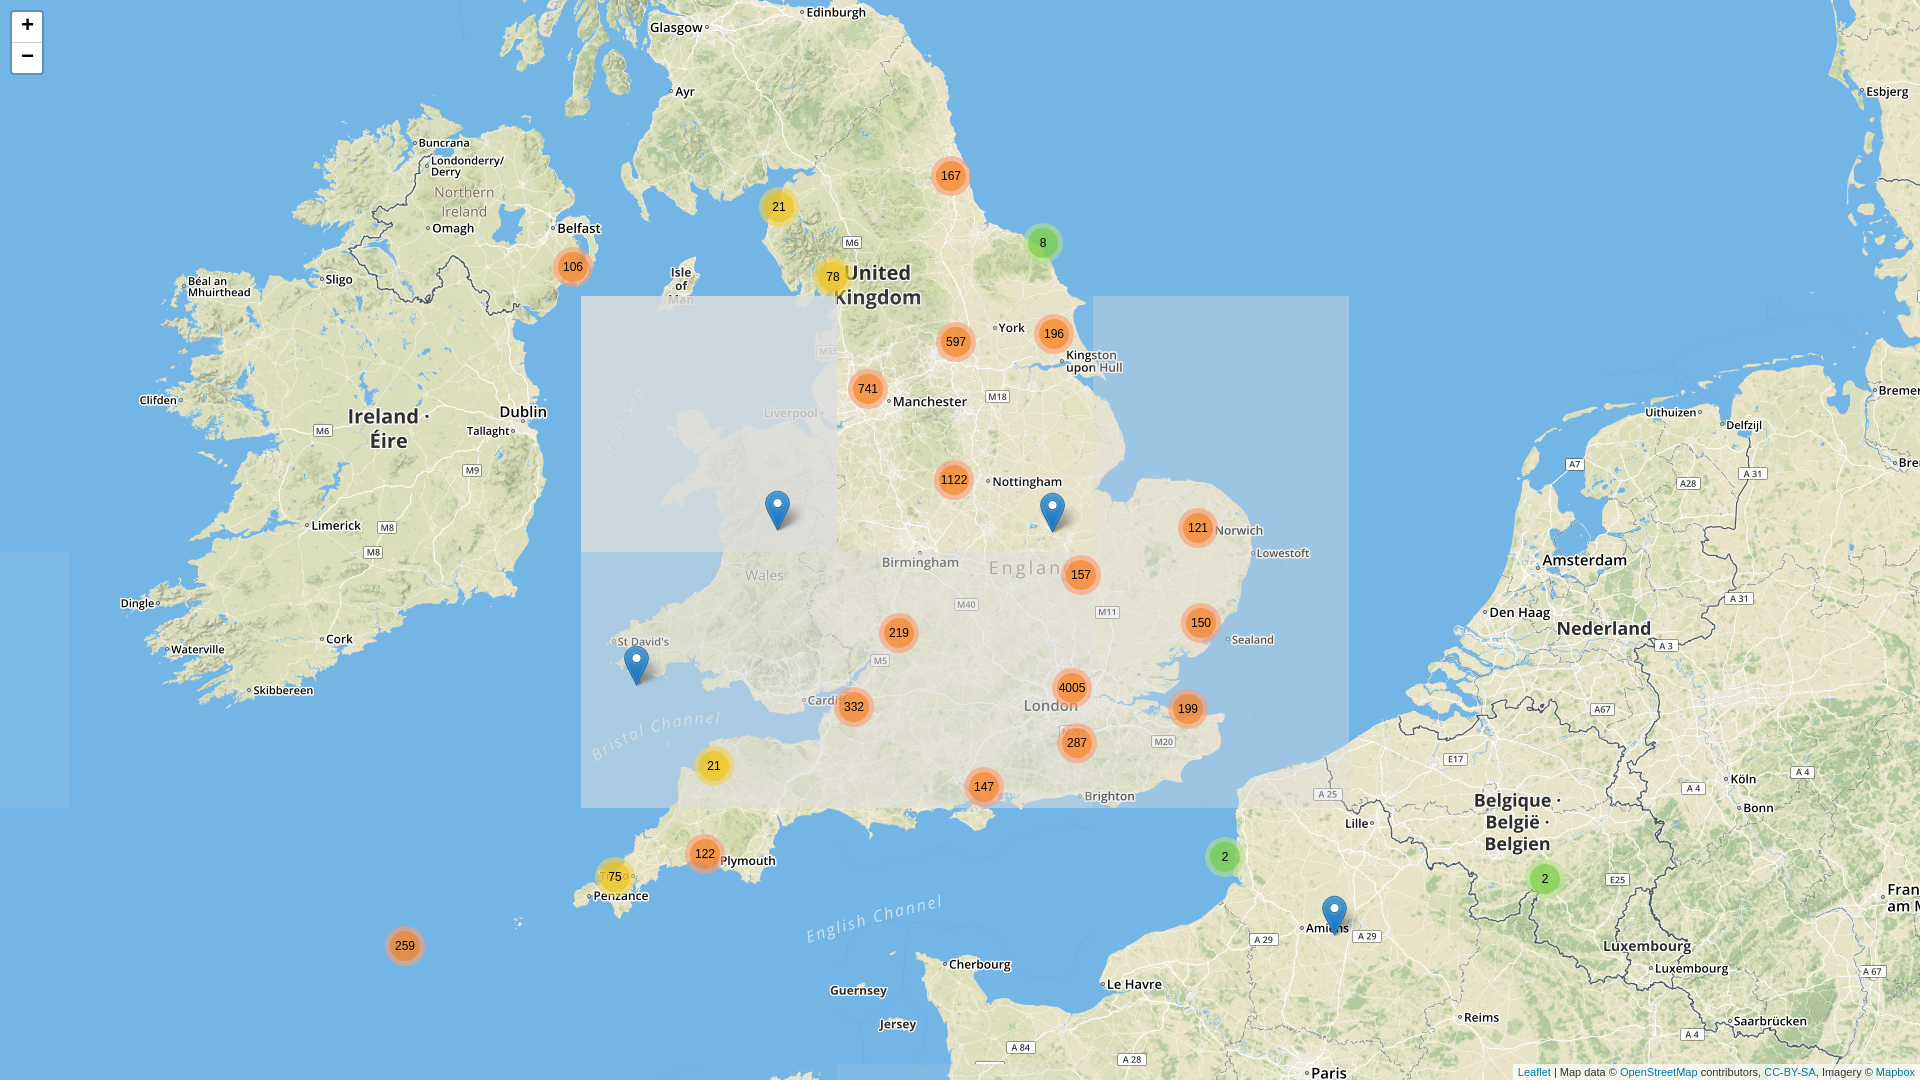 +
−
Glasgow
Edinburgh
Ayr
Esbjerg
Buncrana
Londonderry/
Derry
Northern
Ireland
Omagh
Belfast
167
21
M6
8
106
78
United
Kingdom
Isle
of
Man
Sligo
Béal an
Mhuirthead
York
196
597
Kingston
upon Hull
M55
741
Manchester
M18
Liverpool
Irish Sea
Clifden
Ireland ·
Éire
Dublin
Tallaght
M6
M9
Uithuizen
Delfzijl
Bremer
Bre
A7
A 31
A28
1122
Nottingham
Limerick
M8
M8
121
Norwich
Lowestoft
Birmingham
Englan
157
Wales
Amsterdam
A 31
Den Haag
Nederland
Dingle
Cork
Waterville
Skibbereen
M40
M11
219
150
Sealand
St David's
M5
A 3
4005
London
Cardif
332
199
A67
Bristol Channel
287
M20
E17
21
147
Brighton
A 25
A 4
Köln
A 4
Bonn
Belgique ·
België ·
Belgien
Lille
122
Plymouth
75
Penzance
2
2
E25
Fran
am M
English Channel
Amiens
A 29
A 29
259
Luxembourg
Luxembourg
A 67
Cherbourg
Le Havre
Guernsey
Jersey
Reims
Saarbrücken
A 84
A 28
A 4
Paris
Leaflet | Map data © OpenStreetMap contributors, CC-BY-SA, Imagery © Mapbox